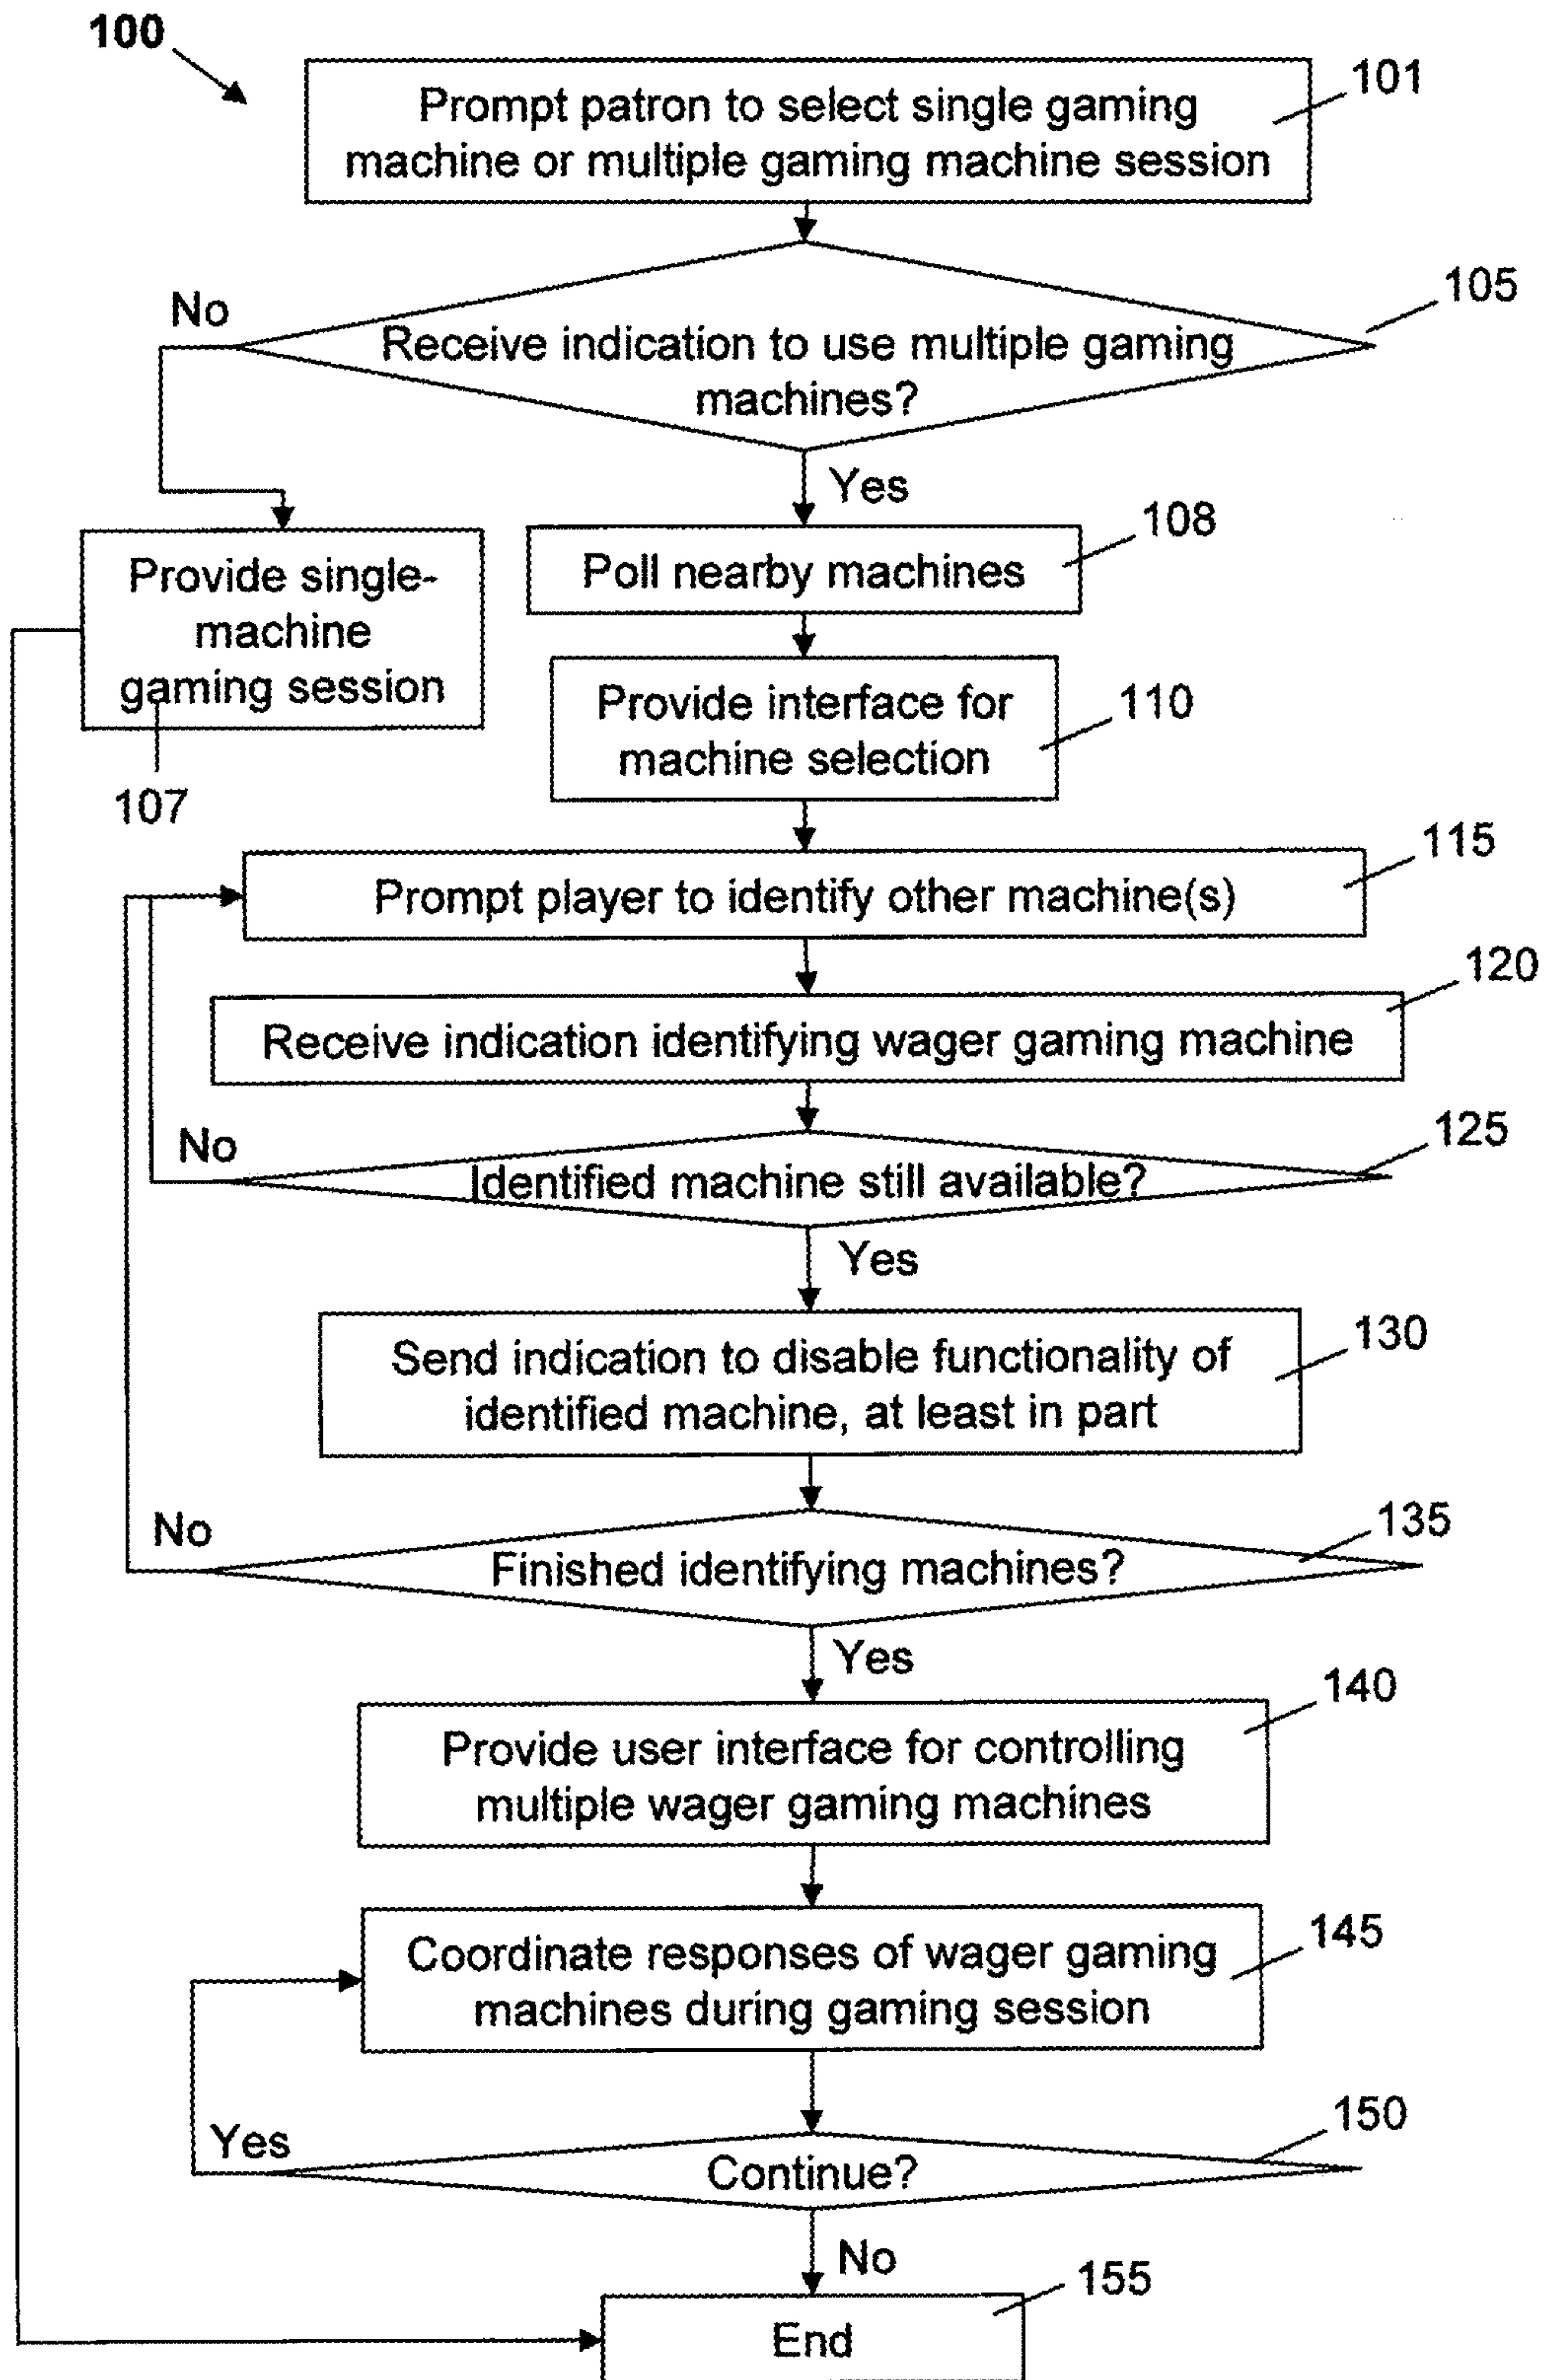 100
101
Prompt patron to select single gaming
machine or multiple gaming machine session
105
No
Receive indication to use multiple gaming
machines?
Yes
108
Provide single-
machine
gaming session
107
Poll nearby machines
Provide interface for
machine selection
110
115
Prompt player to identify other machine(s)
120
Receive indication identifying wager gaming machine
125
No
Identified machine still available?
Yes
130
Send indication to disable functionality of
identified machine, at least in part
135
No
Finished identifying machines?
Yes
140
Provide user interface for controlling
multiple wager gaming machines
145
Coordinate responses of wager gaming
machines during gaming session
150
Yes
Continue?
No
155
End